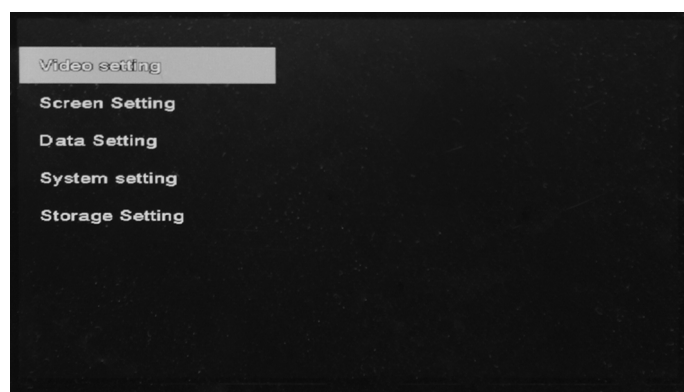 Video setting
Screen Setting
Data Setting
System setting
Storage Setting